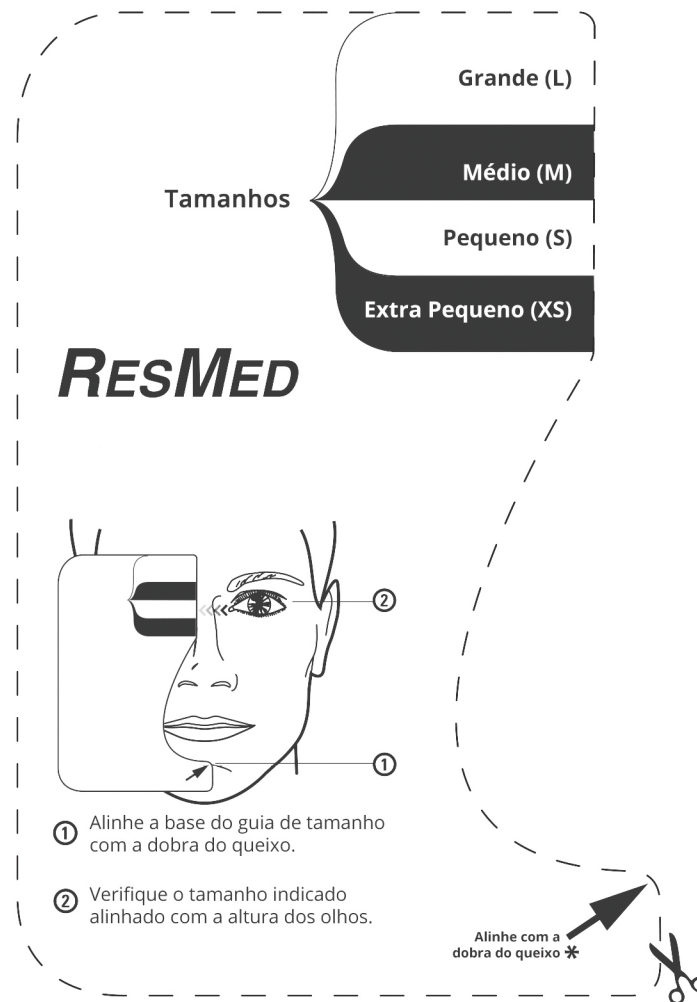 Grande (L)
Médio (M)
Tamanhos
Pequeno (S)
Extra Pequeno (XS)
RESMED
2
1
1 Alinhe a base do guia de tamanho
com a dobra do queixo.
2 Verifique o tamanho indicado
alinhado com a altura dos olhos.
Alinhe com a
dobra do queixo *